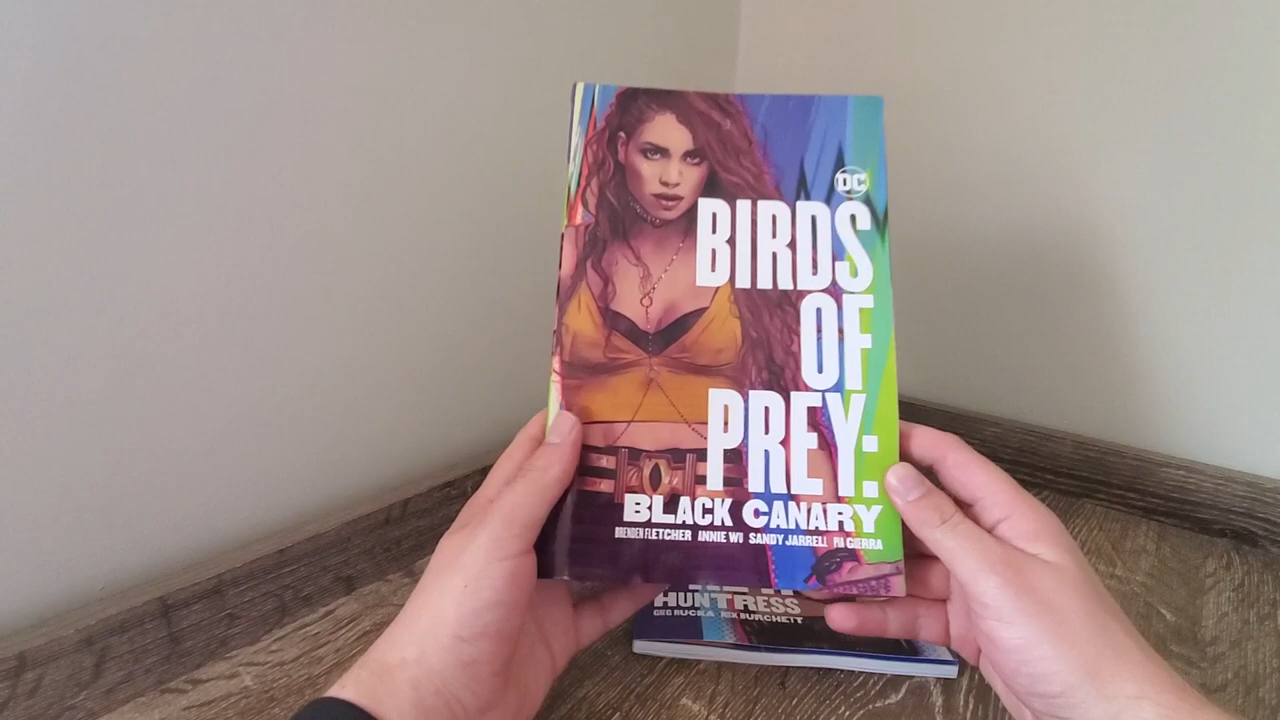 DC
BIRDS
OF
PREY:
BLACK CANARY
BRENDEN FLETCHER ANNIE WU SANDY JARRELL PIA GUERRA
HUNTRESS
GREG RUCKA · RICK BURCHETT